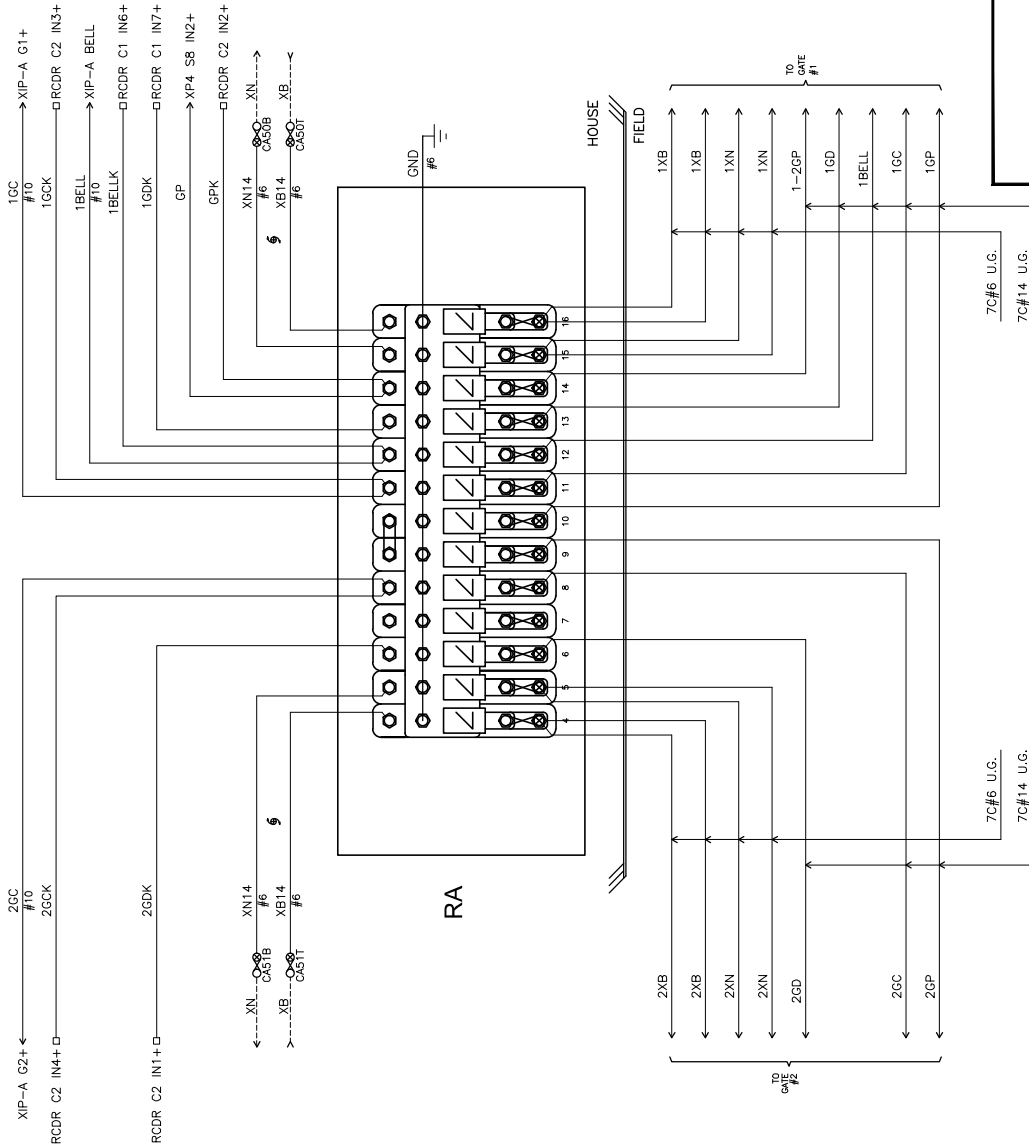 XIP-A G2+
2GC
#10
RCDR C2 IN4+
2GCK
RCDR C2 IN1+
2GDK
XN
CA51B
XN14
#6
XB
CA51T
XB14
#6
1GC
#10
XIP-A G1+
1GCK
RCDR C2 IN3+
1BELL
#10
XIP-A BELL
1BELLK
RCDR C1 IN6+
1GDK
RCDR C1 IN7+
GP
XP4 S8 IN2+
GPK
RCDR C2 IN2+
XN14
#6
CA50B
XN
XB14
#6
CA50T
XB
GND
#6
RA
4
5
6
7
8
9
10
11
12
13
14
15
16
HOUSE
FIELD
2XB
2XB
2XN
2XN
2GD
2GC
2GP
TO
GATE
#2
7C#6 U.G.
7C#14 U.G.
1XB
1XB
1XN
1XN
1-2GP
1GD
1BELL
1GC
1GP
TO
GATE
#1
7C#6 U.G.
7C#14 U.G.